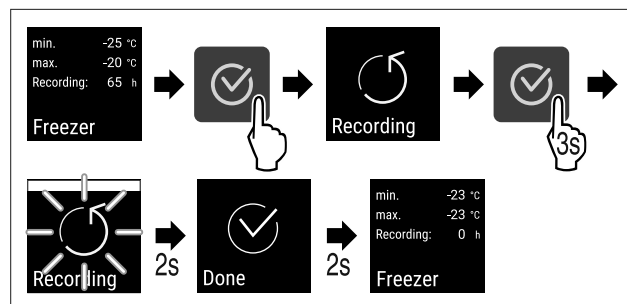 min. -25 °C
max. -20 °C
Recording: 65 h
Freezer
Recording
3s
Recording
2s
Done
2s
min. -23 °C
max. -23 °C
Recording: 0 h
Freezer